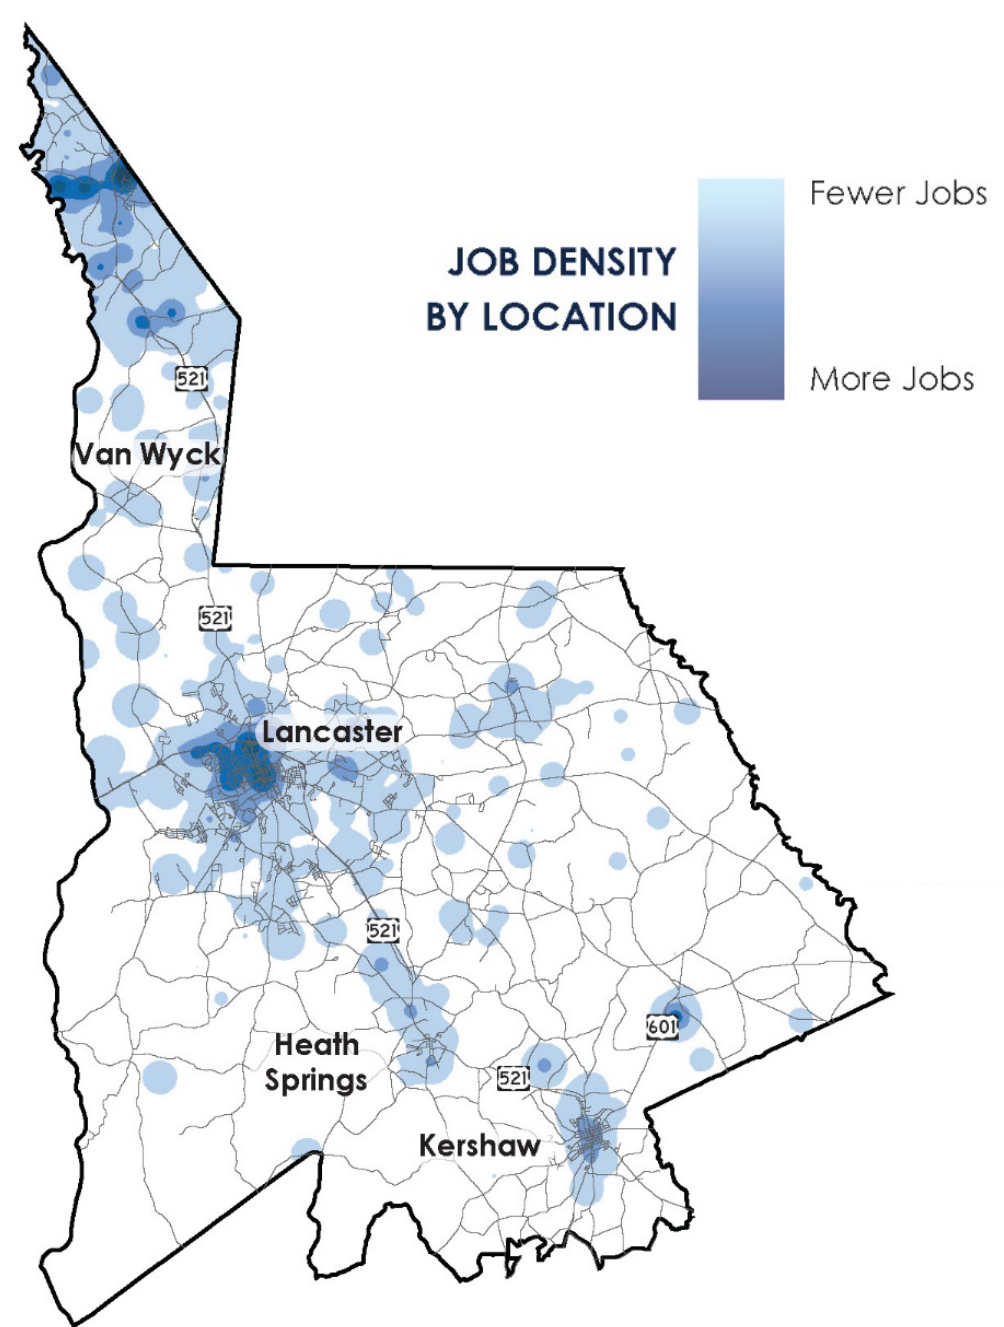 Fewer Jobs
JOB DENSITY
BY LOCATION
More Jobs
521
Van Wyck
521
Lancaster
521
601
Heath
Springs
521
Kershaw